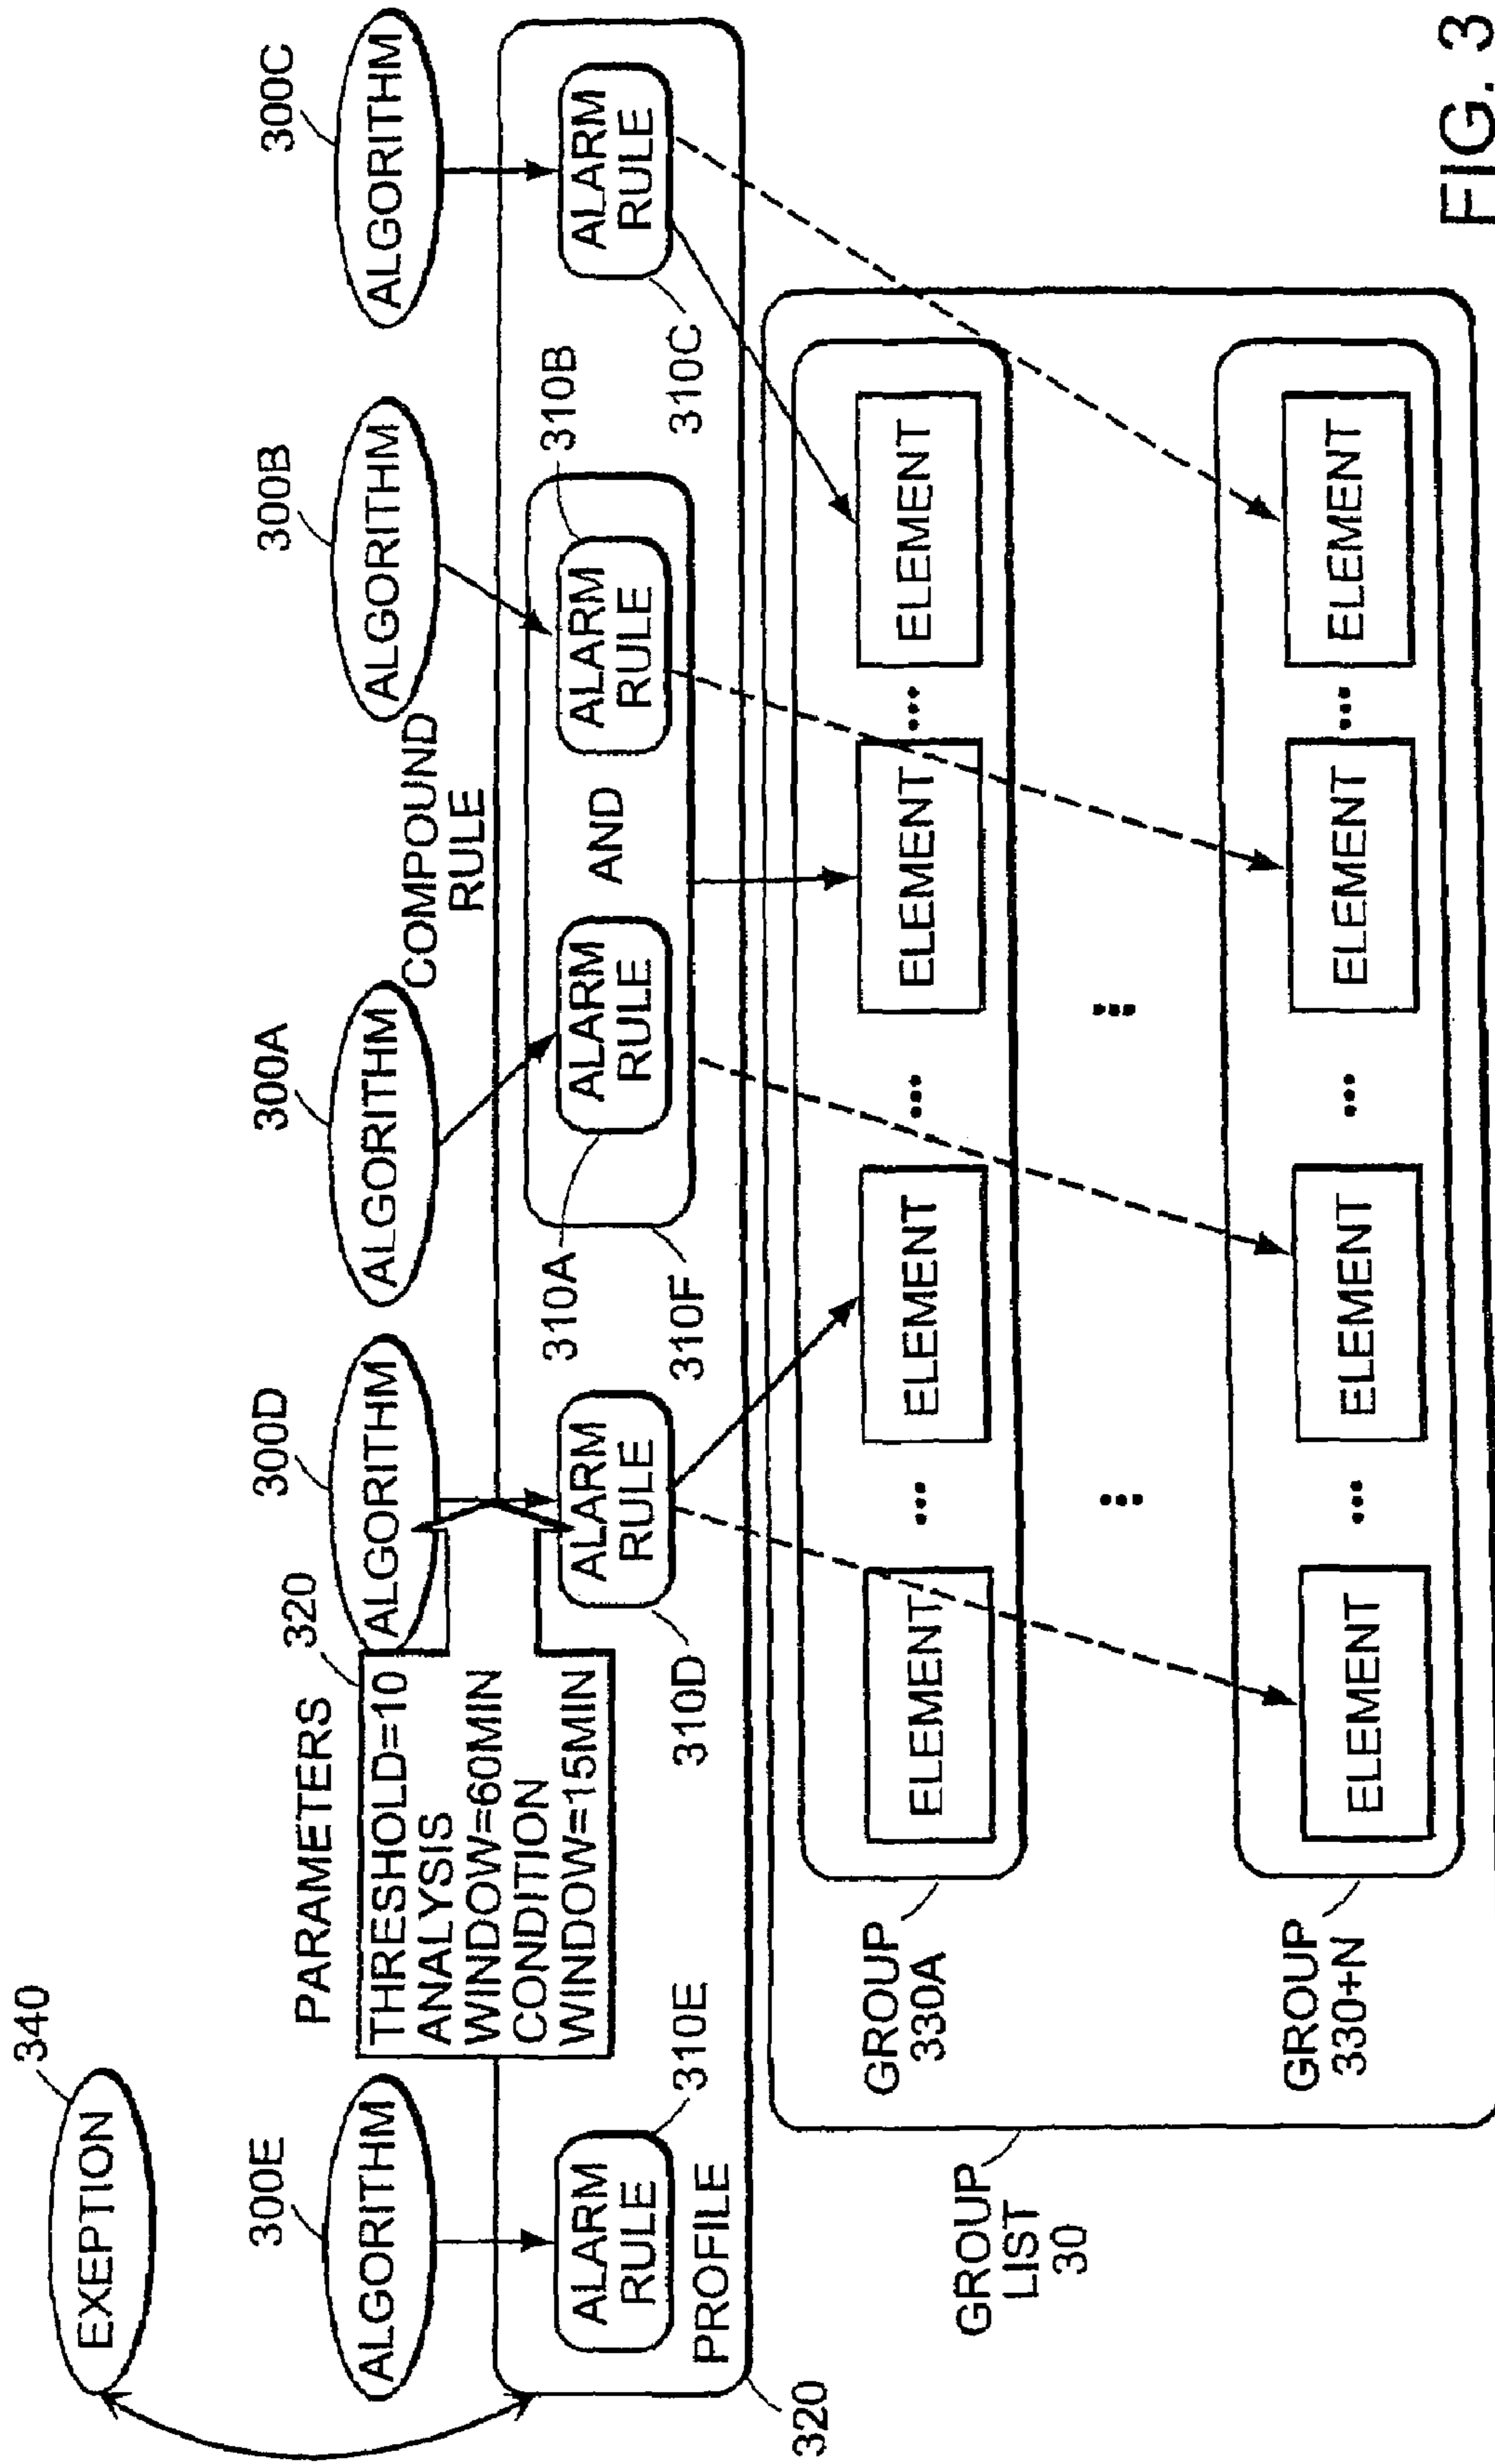 340
EXEPTION
300E
300D
300A
300B
300C
ALGORITHM
ALGORITHM
ALGORITHM
ALGORITHM
ALGORITHM
PARAMETERS
320
THRESHOLD=10
ANALYSIS
WINDOW=60MIN
CONDITION
WINDOW=15MIN
COMPOUND
RULE
ALARM
RULE
310E
ALARM
RULE
310D
ALARM
RULE
310A
AND
ALARM
RULE
310B
310F
ALARM
RULE
310C
PROFILE
320
GROUP
330A
ELEMENT
...
ELEMENT
...
ELEMENT
...
ELEMENT
...
...
GROUP
330+N
ELEMENT
...
ELEMENT
...
ELEMENT
...
ELEMENT
GROUP
LIST
30
FIG. 3